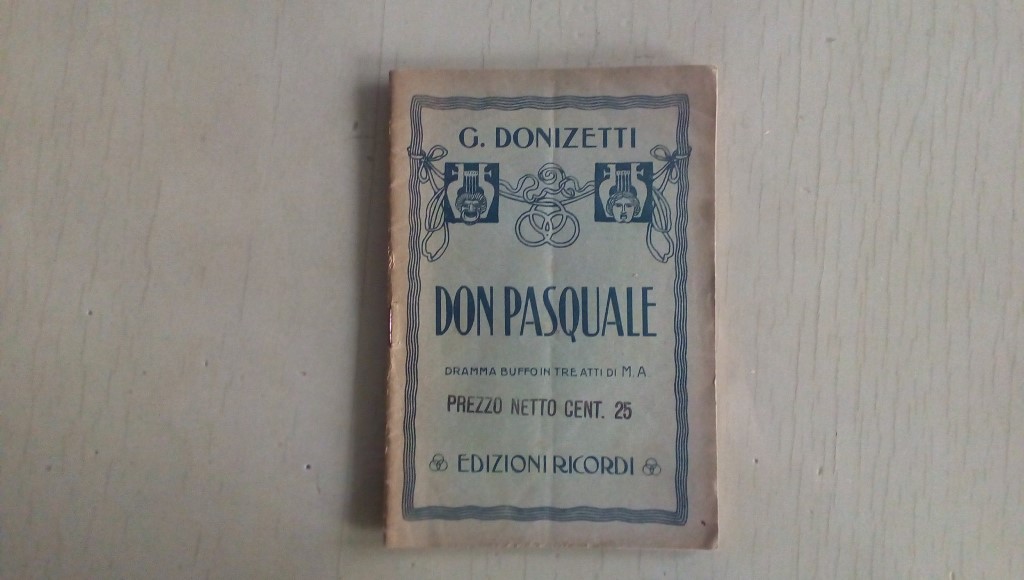 G. DONIZETTI
DON PASQUALE
DRAMMA BUFFO IN TRE ATTI DI M. A.
PREZZO NETTO CENT. 25
EDIZIONI RICORDI